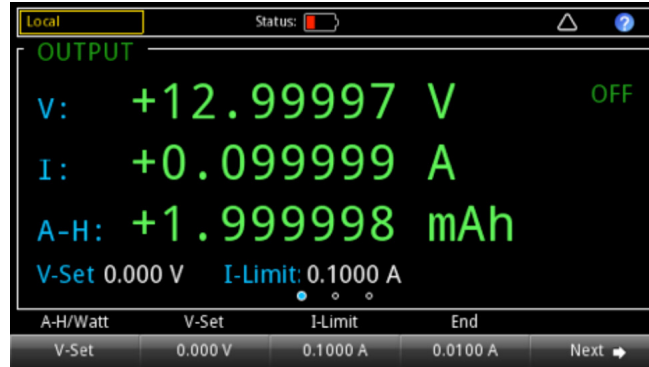 Local Status:
OUTPUT
V: +12.99997 V OFF
I: +0.099999 A
A-H: +1.999998 mAh
V-Set 0.000 V I-Limit: 0.1000 A
A-H/Watt V-Set I-Limit End
V-Set 0.000 V 0.1000 A 0.0100 A Next